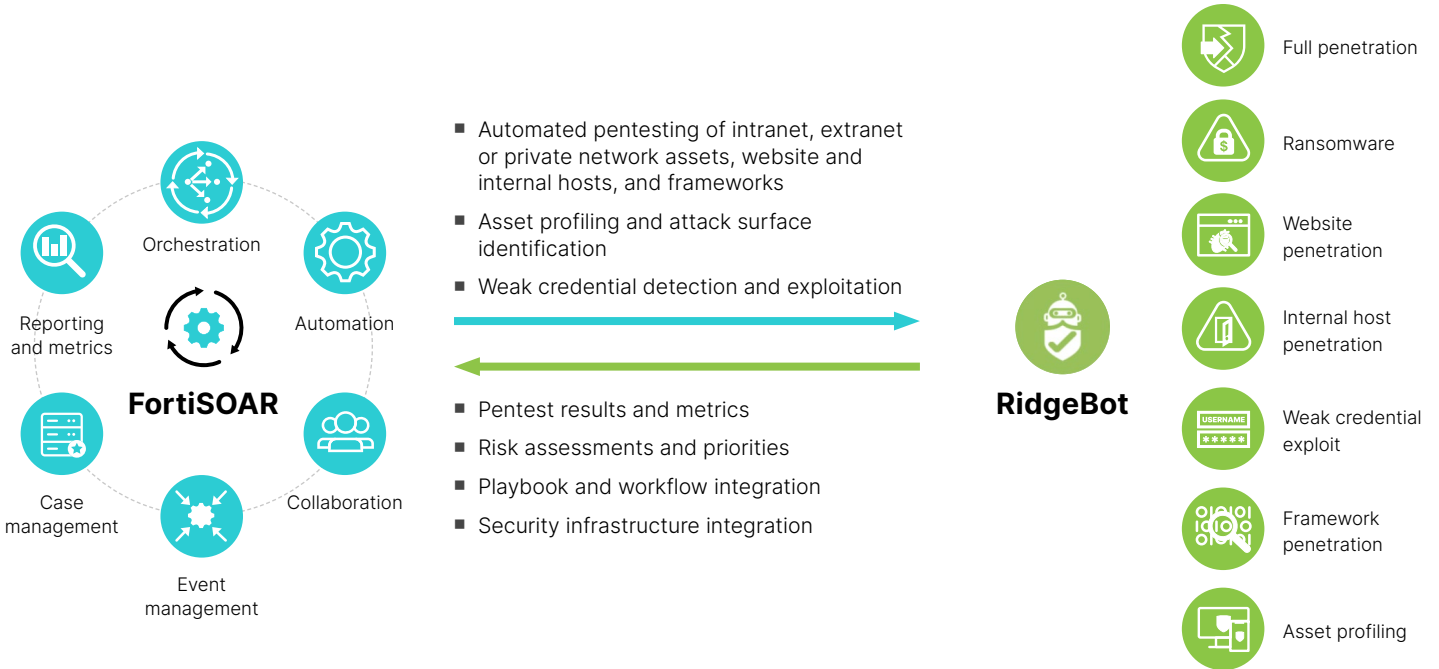 Orchestration
Automation
Collaboration
Event
management
Case
management
Reporting
and metrics
FortiSOAR
■ Automated pentesting of intranet, extranet
or private network assets, website and
internal hosts, and frameworks
■ Asset profiling and attack surface
identification
■ Weak credential detection and exploitation
■ Pentest results and metrics
■ Risk assessments and priorities
■ Playbook and workflow integration
■ Security infrastructure integration
RidgeBot
Full penetration
$
Ransomware
Website
penetration
Internal host
penetration
USERNAME
*****
Weak credential
exploit
Framework
penetration
Asset profiling